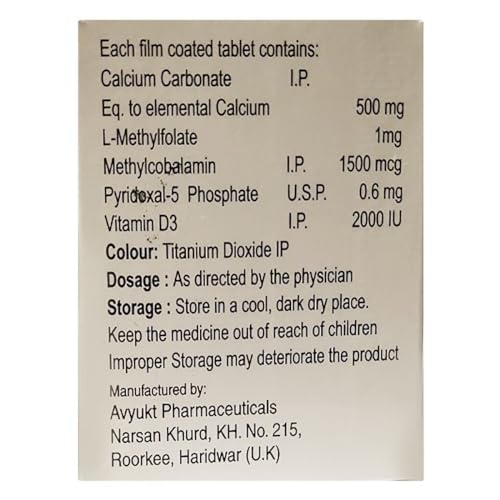 Each film coated tablet contains:
Calcium Carbonate I.P.
Eq. to elemental Calcium 500 mg
L-Methylfolate 1mg
Methylcobalamin I.P. 1500 mcg
Pyridoxal-5 Phosphate U.S.P. 0.6 mg
Vitamin D3 I.P. 2000 IU
Colour: Titanium Dioxide IP
Dosage : As directed by the physician
Storage : Store in a cool, dark dry place.
Keep the medicine out of reach of children
Improper Storage may deteriorate the product
Manufactured by:
Avyukt Pharmaceuticals
Narsan Khurd, KH. No. 215,
Roorkee, Haridwar (U.K)